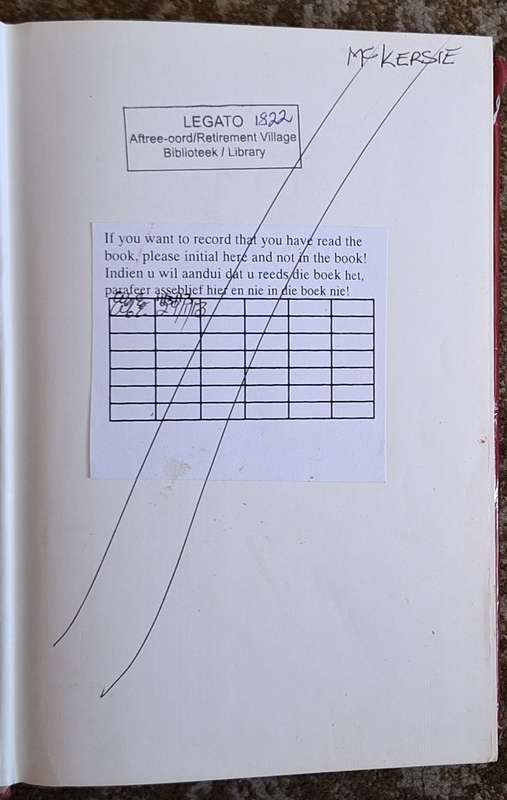 McKERSIE
LEGATO 1822
Aftree-oord/Retirement Village
Biblioteek / Library
If you want to record that you have read the
book, please initial here and not in the book!
Indien u wil aandui dat u reeds die boek het,
parafeer asseblief hier en nie in die boek nie!